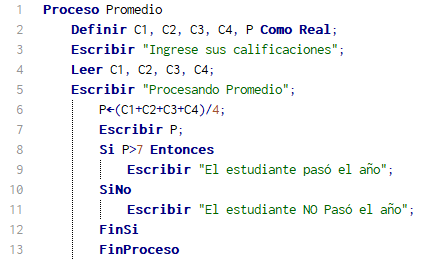 1 Proceso Promedio
2 Definir C1, C2, C3, C4, P Como Real;
3 Escribir "Ingrese sus calificaciones";
4 Leer C1, C2, C3, C4;
5 Escribir "Procesando Promedio";
6 P←(C1+C2+C3+C4)/4;
7 Escribir P;
8 Si P>7 Entonces
9 Escribir "El estudiante pasó el año";
10 SiNo
11 Escribir "El estudiante NO Pasó el año";
12 FinSi
13 FinProceso